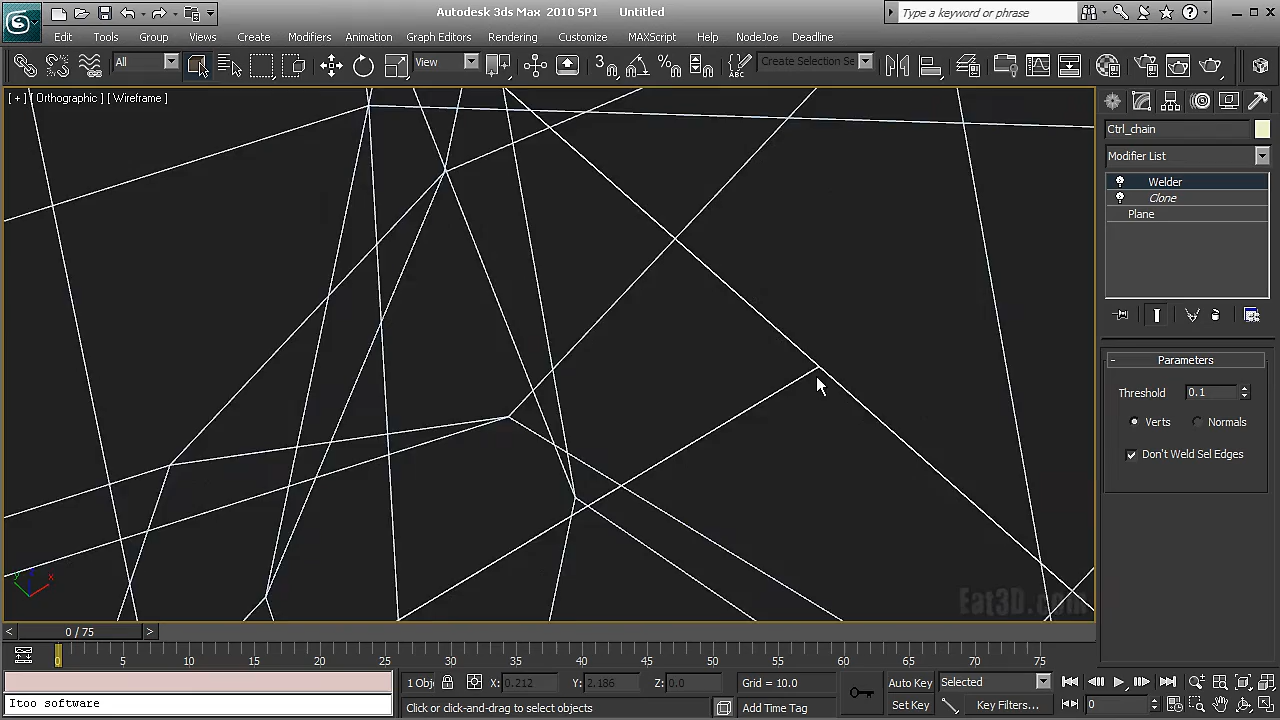 Autodesk 3ds Max 2010 SP1 Untitled
Type a keyword or phrase
Edit Tools Group Views Create Modifiers Animation Graph Editors Rendering Customize MAXScript Help NodeJoe Deadline
All View Create Selection Se
[ + ] [ Orthographic ] [ Wireframe ]
Ctrl_chain
Modifier List
Welder
Clone
Plane
- Parameters
Threshold 0.1
Verts Normals
Don't Weld Sel Edges
Eat3D.com
z y x
< 0 / 75 >
0 5 10 15 20 25 30 35 40 45 50 55 60 65 70 75
1 Obj X: 0.212 Y: 2.186 Z: 0.0 Grid = 10.0 Auto Key Selected
Itoo software
Click or click-and-drag to select objects Add Time Tag Set Key Key Filters... 0